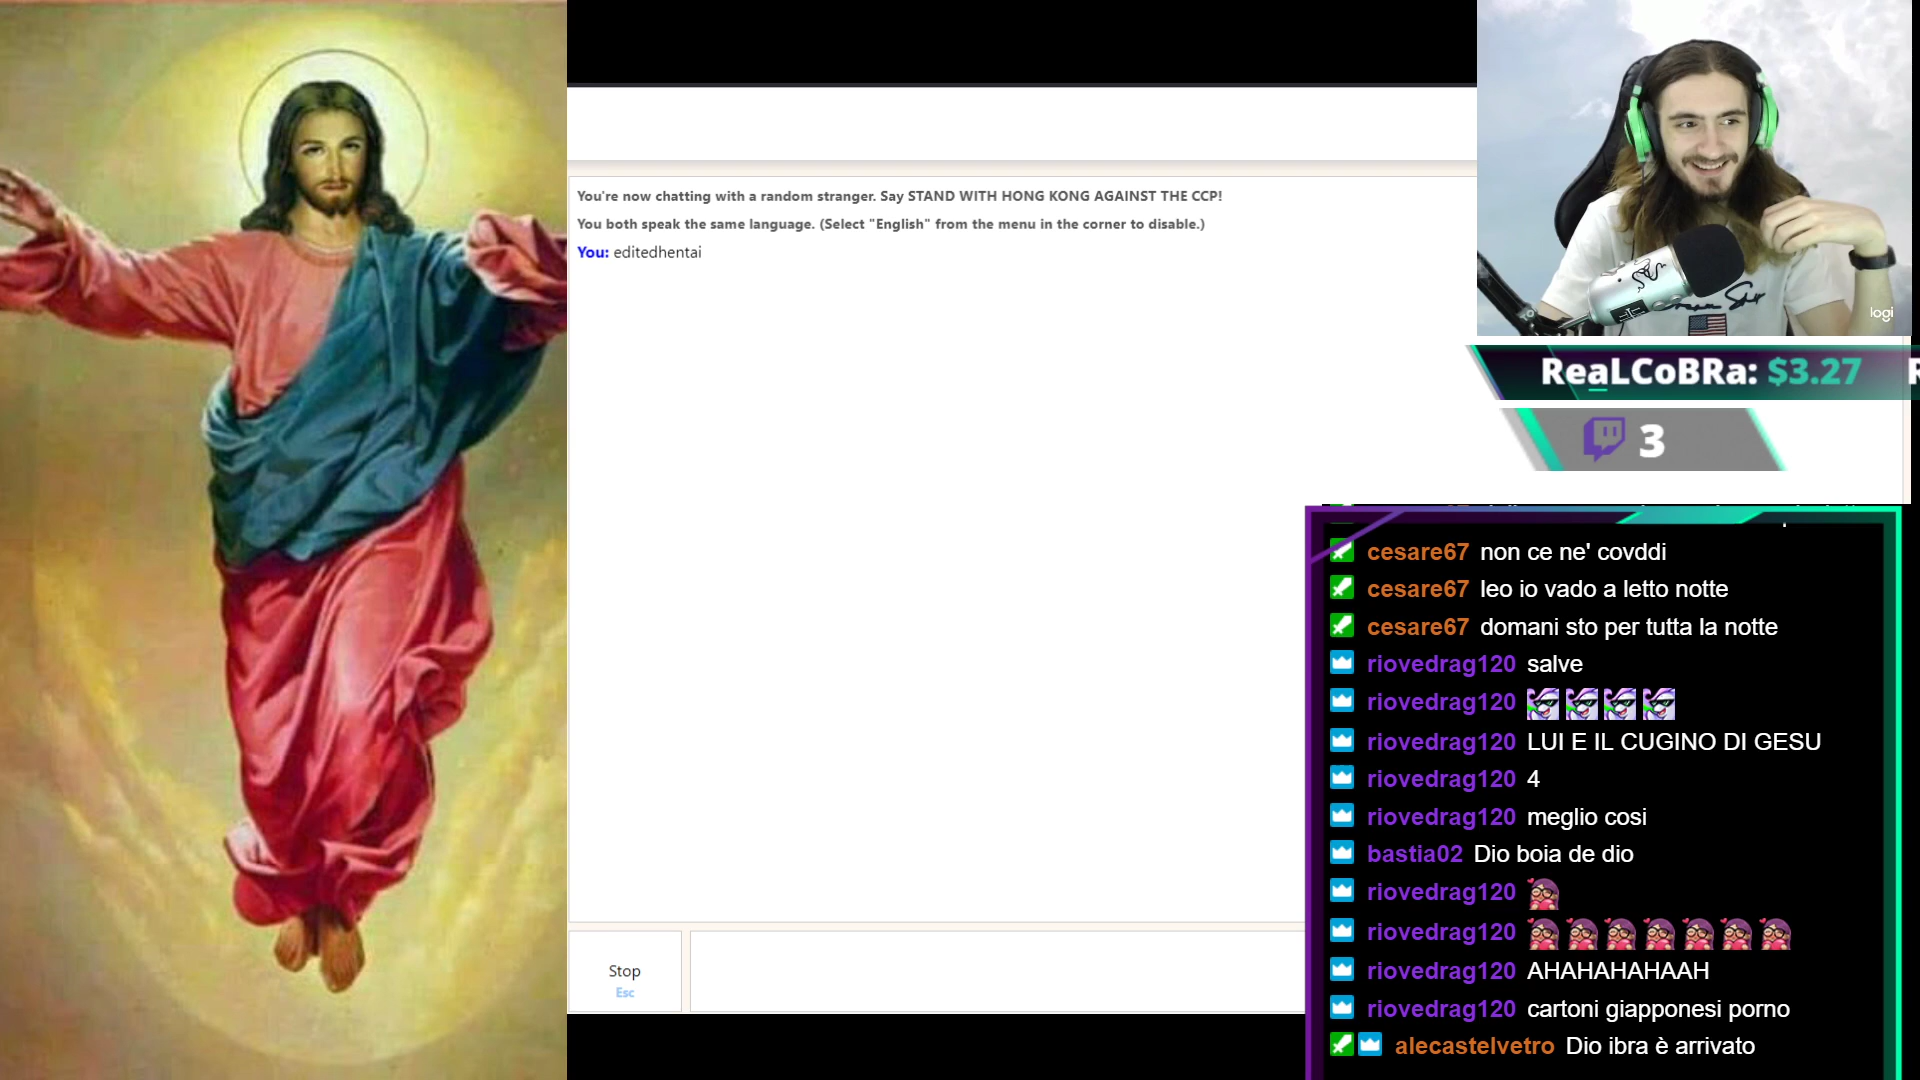 You're now chatting with a random stranger. Say STAND WITH HONG KONG AGAINST THE CCP!
You both speak the same language. (Select "English" from the menu in the corner to disable.)
You: editedhentai
Stop
Esc
logi
ReaLCoBRa: $3.27
3
cesare67 non ce ne' covddi
cesare67 leo io vado a letto notte
cesare67 domani sto per tutta la notte
riovedrag120 salve
riovedrag120
riovedrag120 LUI E IL CUGINO DI GESU
riovedrag120 4
riovedrag120 meglio cosi
bastia02 Dio boia de dio
riovedrag120
riovedrag120
riovedrag120 AHAHAHAHAAH
riovedrag120 cartoni giapponesi porno
alecastelvetro Dio ibra è arrivato